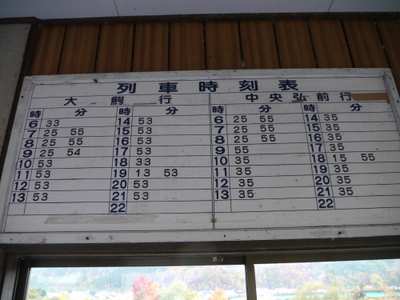 列車時刻表
大鰐行
中央弘前行
時 分 時 分 時 分 時 分
6 33 14 53 6 25 55 14 35
7 25 55 15 53 7 25 55 15 35
8 25 55 16 53 8 25 55 16 35
9 25 54 17 53 9 55 17 35
10 53 18 33 10 35 18 15 55
11 53 19 13 53 11 35 19 35
12 53 20 53 12 35 20 35
13 53 21 53 13 35 21 35
22 22